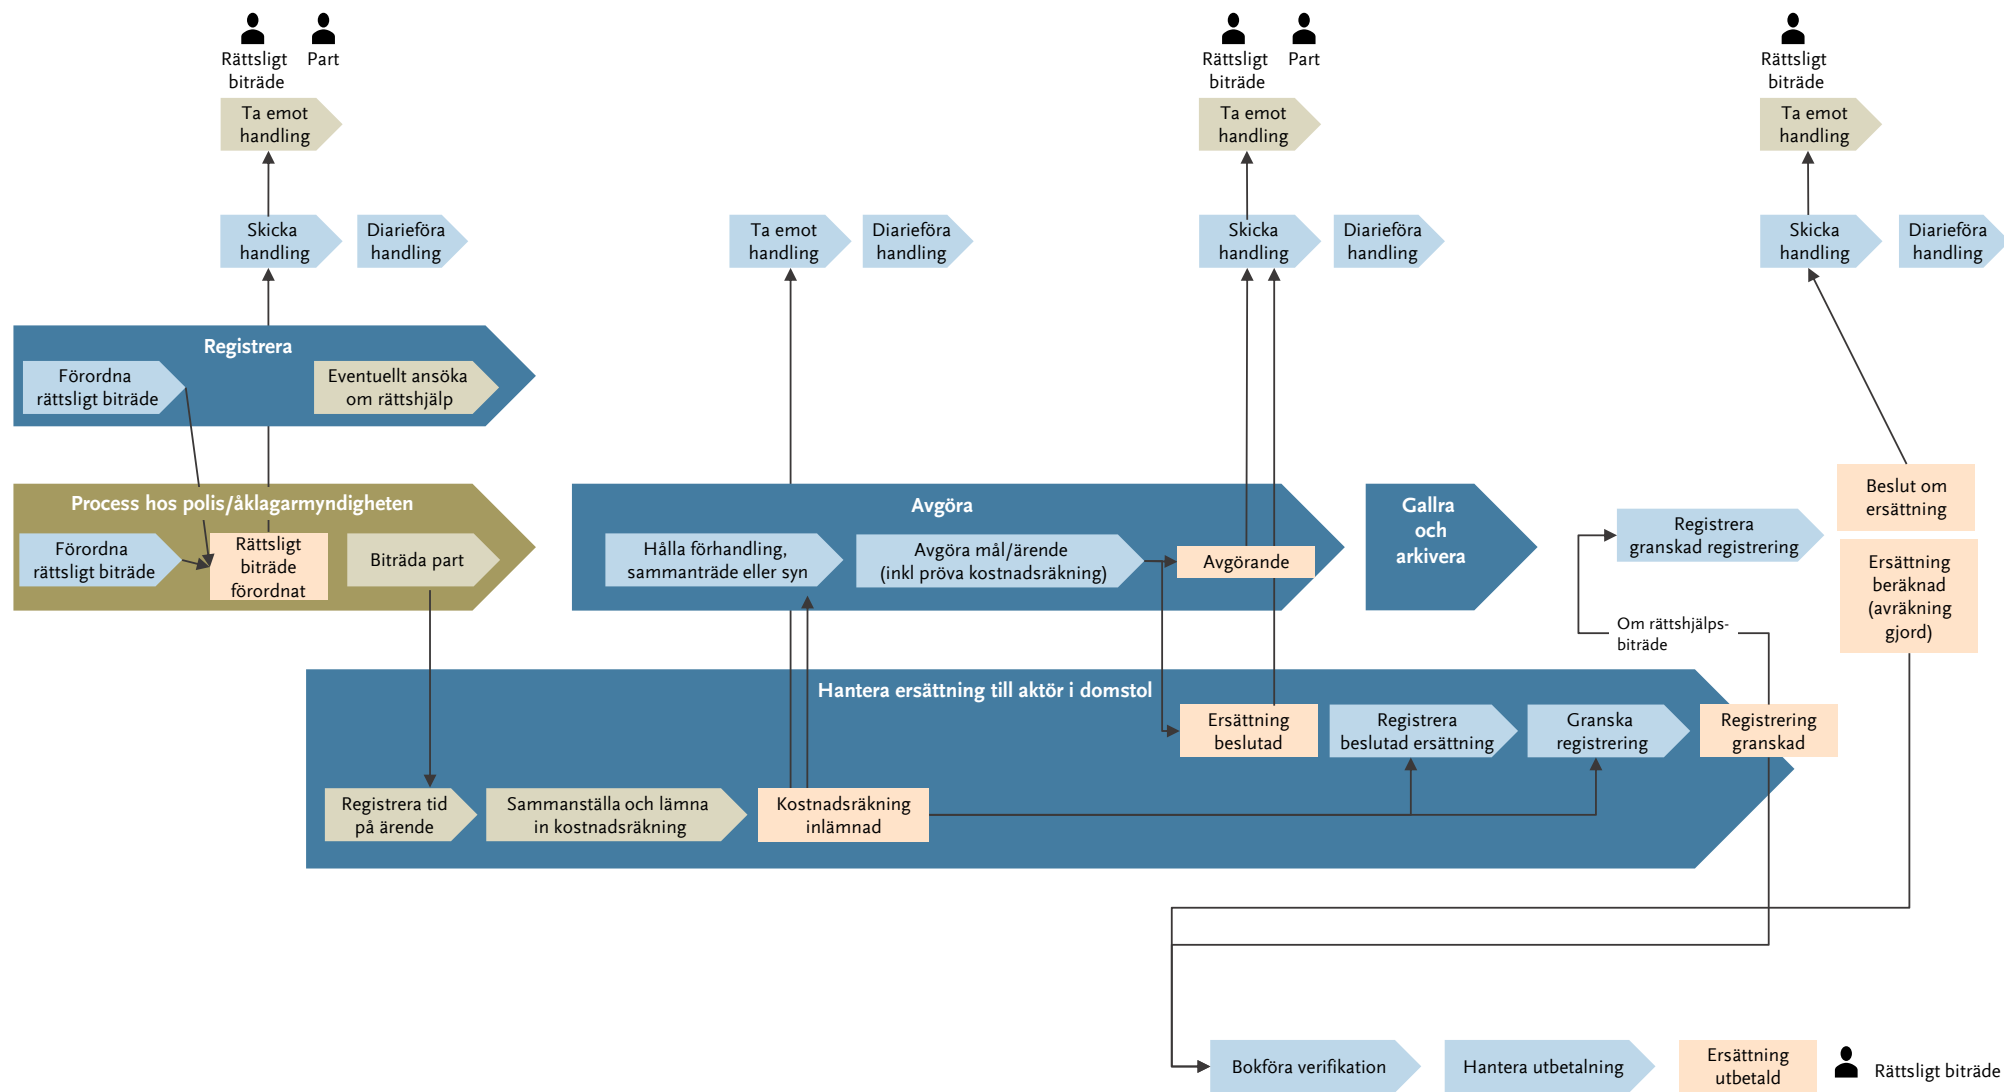 Rättsligt
biträde
Part
Ta emot
handling
Skicka
handling
Diarieföra
handling
Ta emot
handling
Diarieföra
handling
Rättsligt
biträde
Part
Ta emot
handling
Skicka
handling
Diarieföra
handling
Rättsligt
biträde
Ta emot
handling
Skicka
handling
Diarieföra
handling
Registrera
Förordna
rättsligt biträde
Eventuellt ansöka
om rättshjälp
Process hos polis/åklagarmyndigheten
Förordna
rättsligt biträde
Rättsligt
biträde
förordnat
Biträda part
Avgöra
Hålla förhandling,
sammanträde eller syn
Avgöra mål/ärende
(inkl pröva kostnadsräkning)
Avgörande
Gallra
och
arkivera
Registrera
granskad registrering
Beslut om
ersättning
Ersättning
beräknad
(avräkning
gjord)
Om rättshjälps-
biträde
Hantera ersättning till aktör i domstol
Ersättning
beslutad
Registrera
beslutad ersättning
Granska
registrering
Registrering
granskad
Registrera tid
på ärende
Sammanställa och lämna
in kostnadsräkning
Kostnadsräkning
inlämnad
Bokföra verifikation
Hantera utbetalning
Ersättning
utbetald
Rättsligt biträde